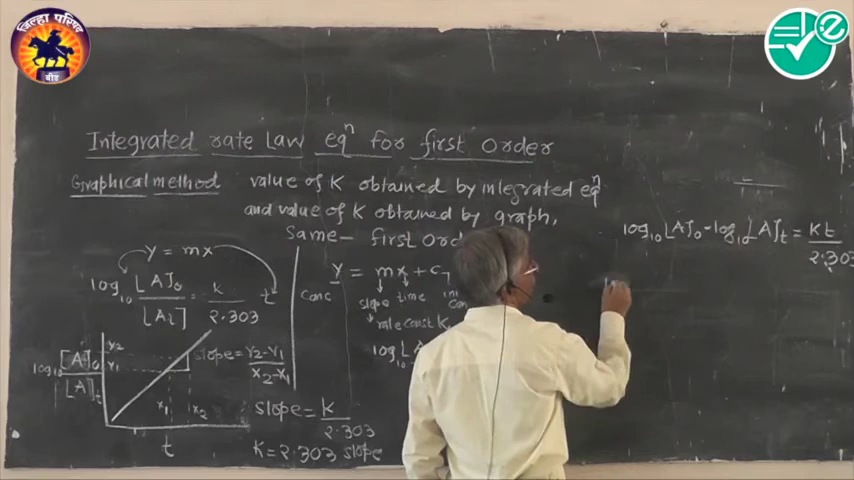 जिल्हा परिषद
बीड
e
Integrated rate Law eqⁿ for first Order
Graphical method value of K obtained by integrated eqⁿ
and value of K obtained by graph,
same – first Ord
y = mx
log₁₀ [A]₀/[At] = K/2.303 t
log₁₀ [A]₀/[A]t
Y₂
Y₁
x₁ x₂
t
slope = Y₂-Y₁/X₂-X₁
slope = K/2.303
K = 2.303 slope
y = mx + c
Conc slope time
rate const K
log₁₀
log₁₀[A]₀ - log₁₀[A]t = Kt/2.303